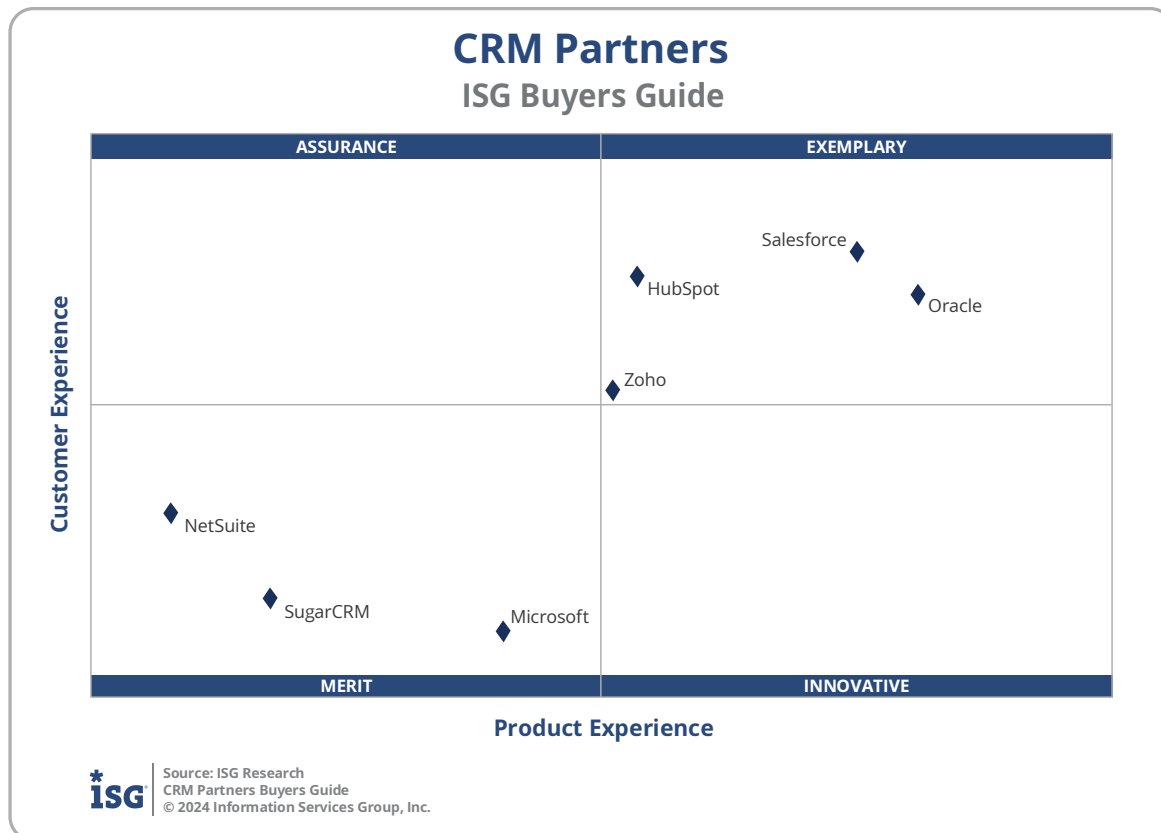 CRM Partners
ISG Buyers Guide
ASSURANCE
EXEMPLARY
Salesforce
HubSpot
Oracle
Zoho
Customer Experience
NetSuite
SugarCRM
Microsoft
MERIT
INNOVATIVE
Product Experience
isg
Source: ISG Research
CRM Partners Buyers Guide
© 2024 Information Services Group, Inc.